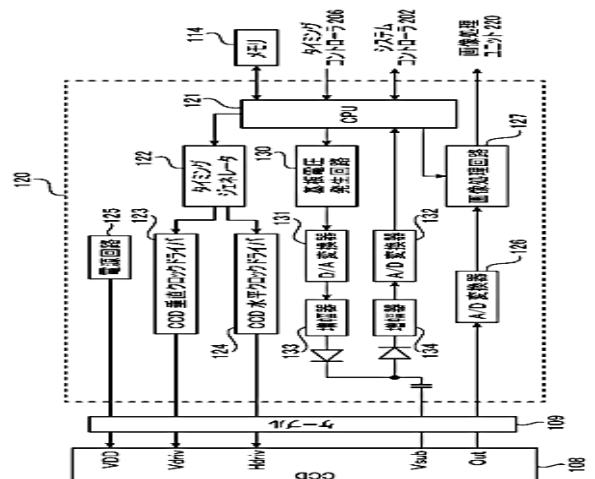 120
125
電源回路
123
CCD 垂直クロックドライバ
CCD 水平クロックドライバ
124
122
タイミング
ジェネレータ
121
CPU
114
メモリ
タイミング
コントローラ 206
システム
コントローラ 202
画像処理
ユニット 220
130
基板電圧
発生回路
131
D/A 変換器
増幅器
133
132
A/D 変換器
増幅器
134
127
画像処理回路
126
A/D 変換器
ケーブル
109
VDD
Vdriv
Hdriv
Vsub
Out
CCD
108